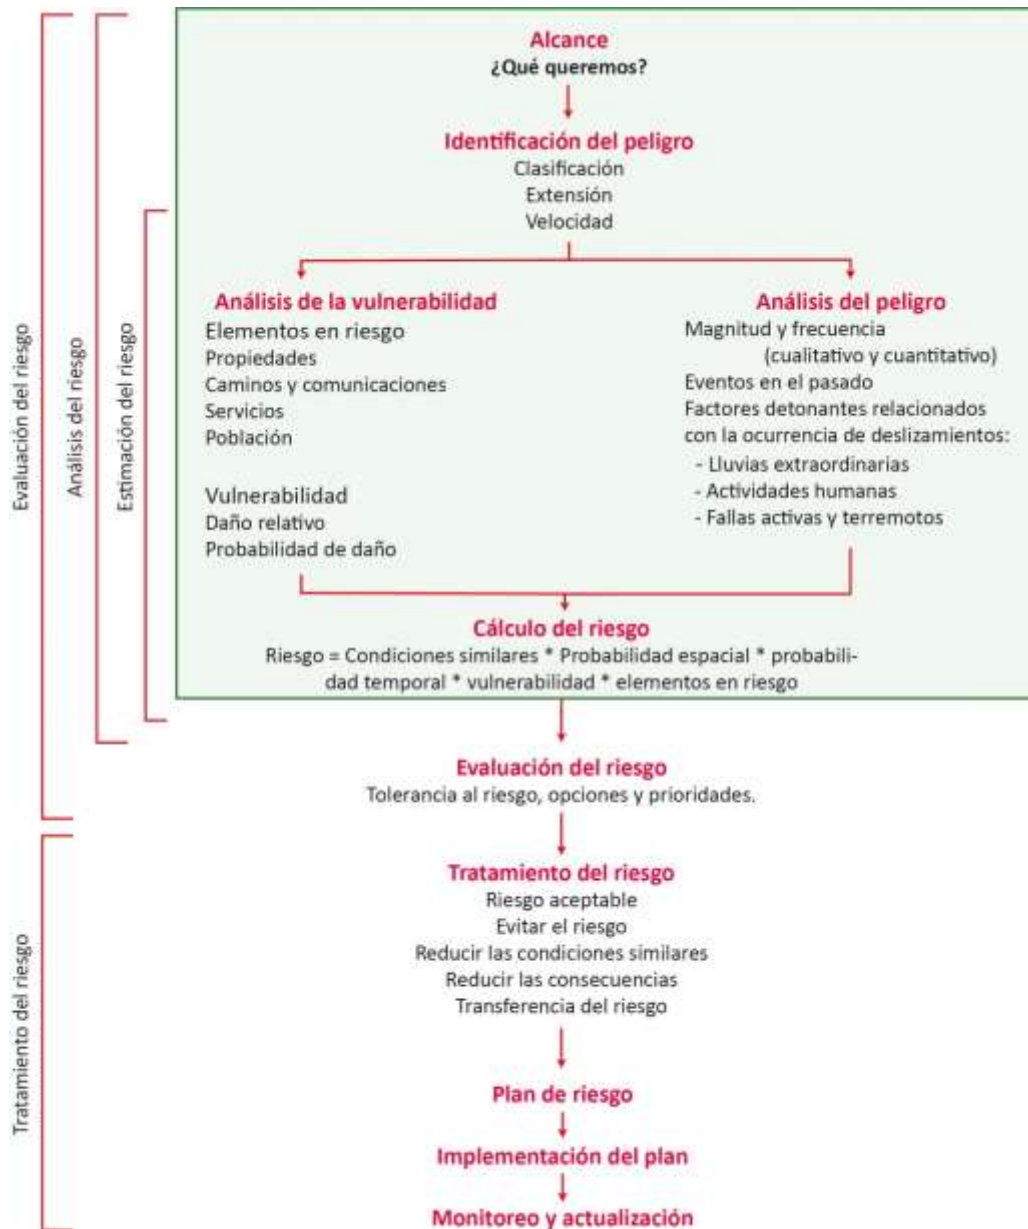 Alcance
¿Qué queremos?
Identificación del peligro
Clasificación
Extensión
Velocidad
Análisis de la vulnerabilidad
Elementos en riesgo
Propiedades
Caminos y comunicaciones
Servicios
Población
Vulnerabilidad
Daño relativo
Probabilidad de daño
Análisis del peligro
Magnitud y frecuencia
(cualitativo y cuantitativo)
Eventos en el pasado
Factores detonantes relacionados
con la ocurrencia de deslizamientos:
- Lluvias extraordinarias
- Actividades humanas
- Fallas activas y terremotos
Cálculo del riesgo
Riesgo = Condiciones similares * Probabilidad espacial * probabili-
dad temporal * vulnerabilidad * elementos en riesgo
Evaluación del riesgo
Tolerancia al riesgo, opciones y prioridades.
Tratamiento del riesgo
Riesgo aceptable
Evitar el riesgo
Reducir las condiciones similares
Reducir las consecuencias
Transferencia del riesgo
Plan de riesgo
Implementación del plan
Monitoreo y actualización
Evaluación del riesgo
Análisis del riesgo
Estimación del riesgo
Tratamiento del riesgo